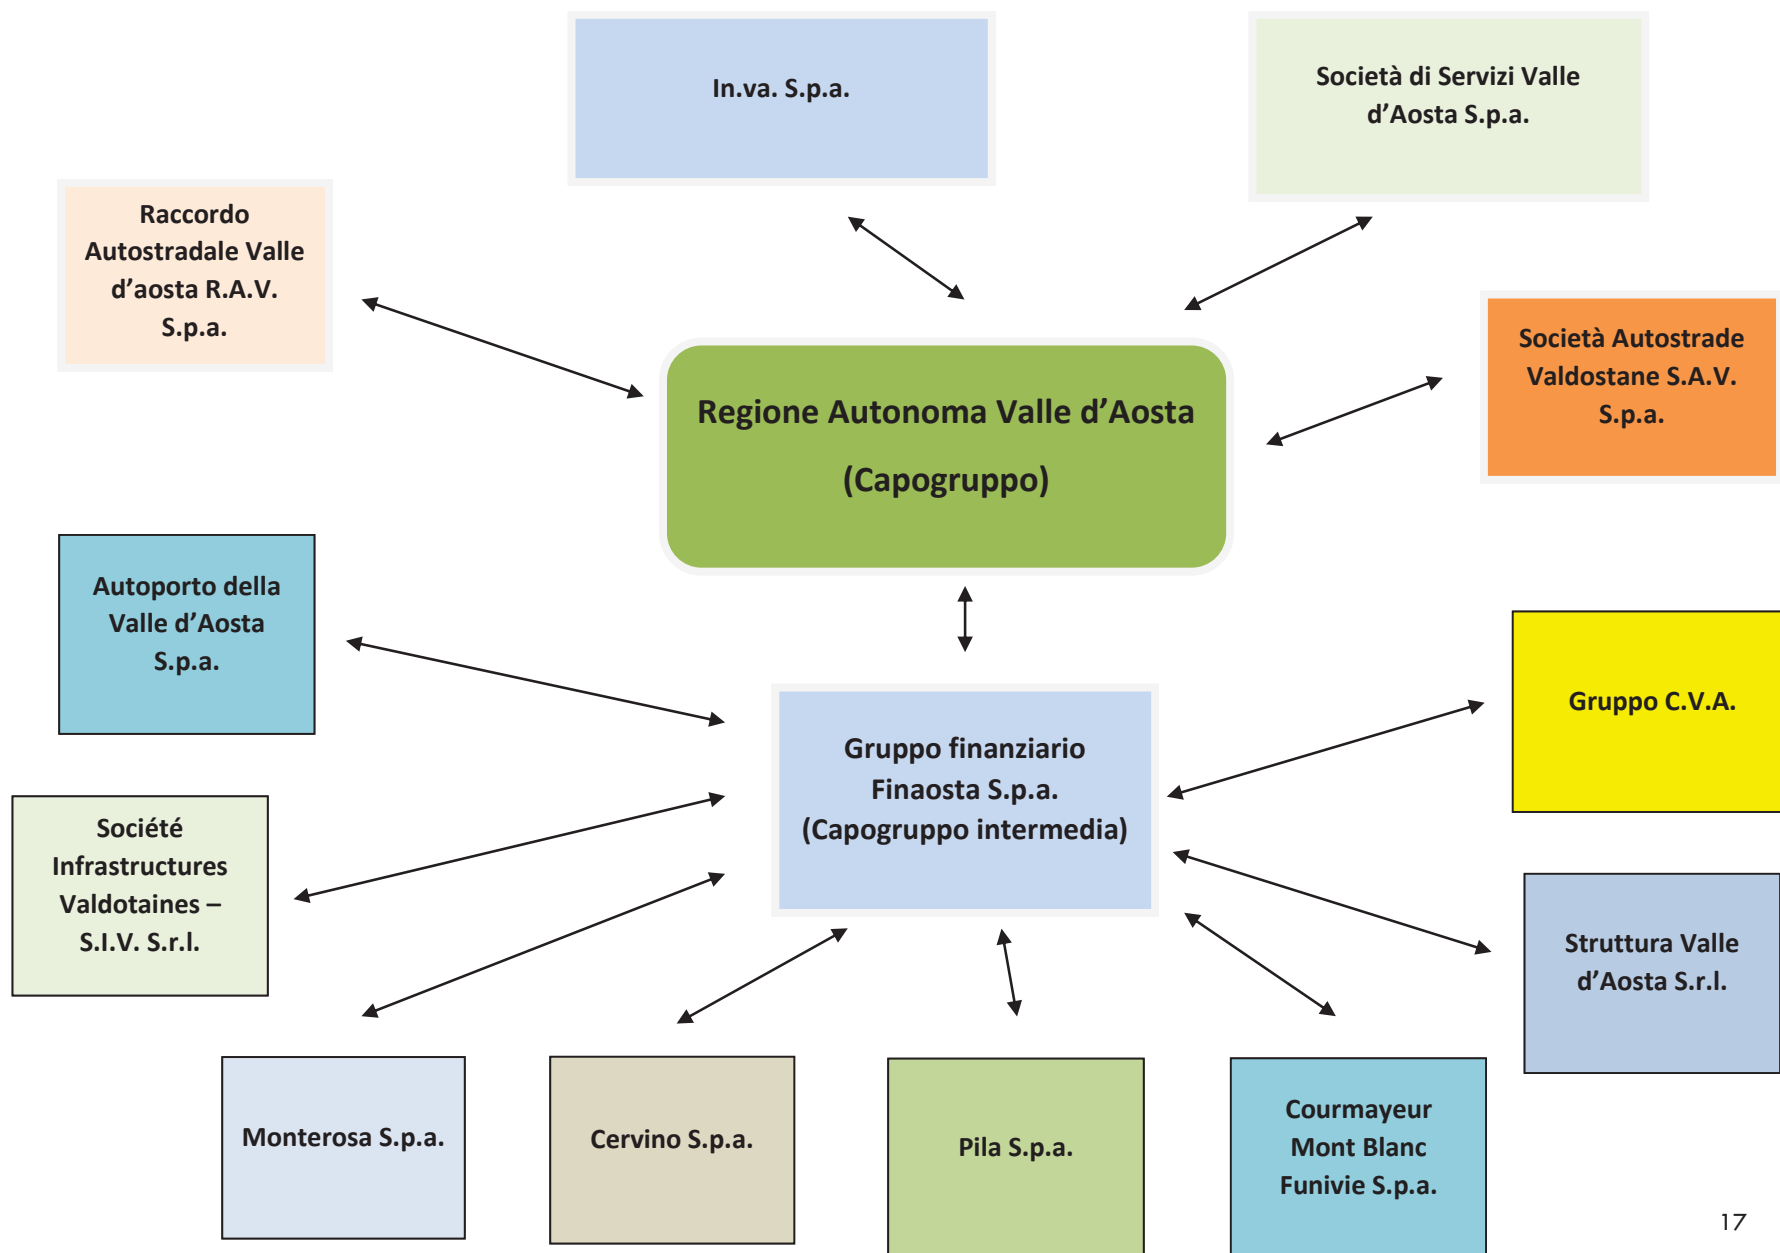 In.va. S.p.a.
Società di Servizi Valle
d’Aosta S.p.a.
Raccordo
Autostradale Valle
d’aosta R.A.V.
S.p.a.
Società Autostrade
Valdostane S.A.V.
S.p.a.
Regione Autonoma Valle d’Aosta
(Capogruppo)
Autoporto della
Valle d’Aosta
S.p.a.
Gruppo C.V.A.
Gruppo finanziario
Finaosta S.p.a.
(Capogruppo intermedia)
Société
Infrastructures
Valdotaines –
S.I.V. S.r.l.
Struttura Valle
d’Aosta S.r.l.
Monterosa S.p.a.
Cervino S.p.a.
Pila S.p.a.
Courmayeur
Mont Blanc
Funivie S.p.a.
17